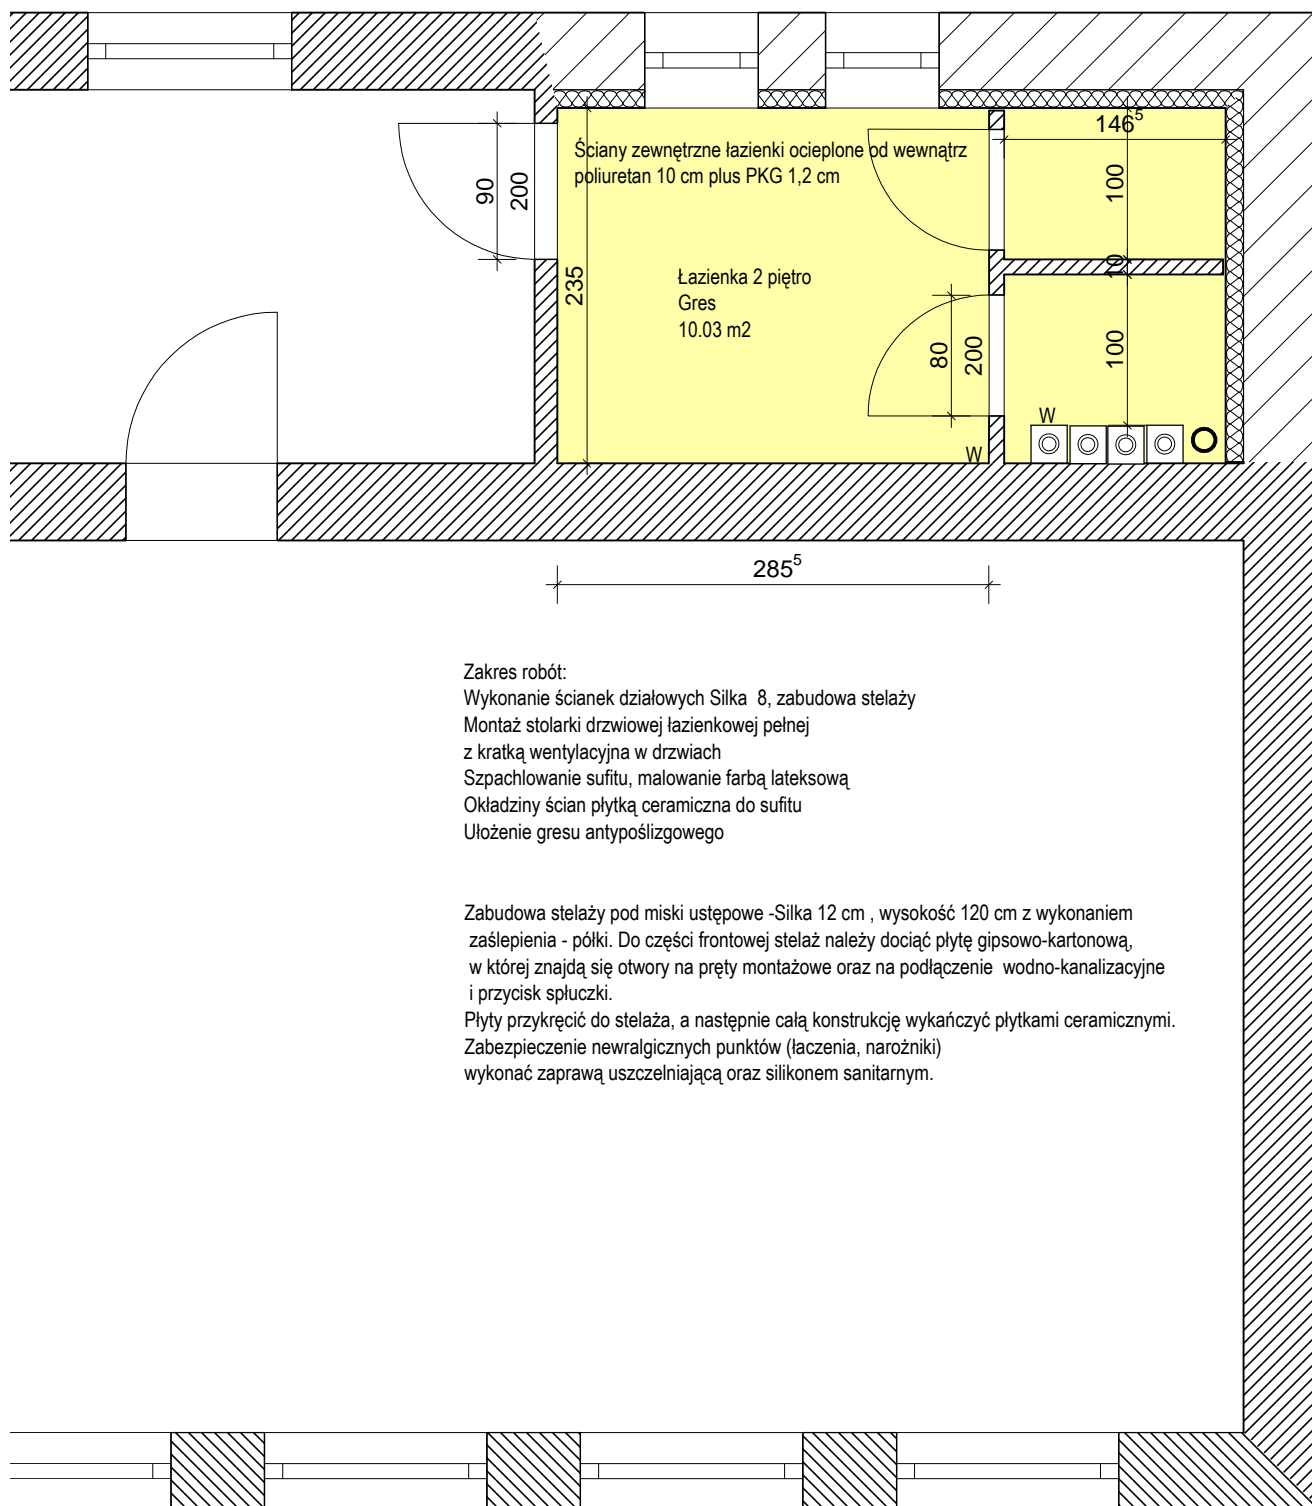 146⁵
Ściany zewnętrzne łazienki ocieplone od wewnątrz
poliuretan 10 cm plus PKG 1,2 cm
90
200
100
235
10
Łazienka 2 piętro
Gres
10.03 m2
80
200
100
W
W
285⁵
Zakres robót:
Wykonanie ścianek działowych Silka 8, zabudowa stelaży
Montaż stolarki drzwiowej łazienkowej pełnej
z kratką wentylacyjna w drzwiach
Szpachlowanie sufitu, malowanie farbą lateksową
Okładziny ścian płytką ceramiczna do sufitu
Ułożenie gresu antypoślizgowego
Zabudowa stelaży pod miski ustępowe -Silka 12 cm , wysokość 120 cm z wykonaniem
zaślepienia - półki. Do części frontowej stelaż należy dociąć płytę gipsowo-kartonową,
w której znajdą się otwory na pręty montażowe oraz na podłączenie wodno-kanalizacyjne
i przycisk spłuczki.
Płyty przykręcić do stelaża, a następnie całą konstrukcję wykańczyć płytkami ceramicznymi.
Zabezpieczenie newralgicznych punktów (łaczenia, narożniki)
wykonać zaprawą uszczelniającą oraz silikonem sanitarnym.